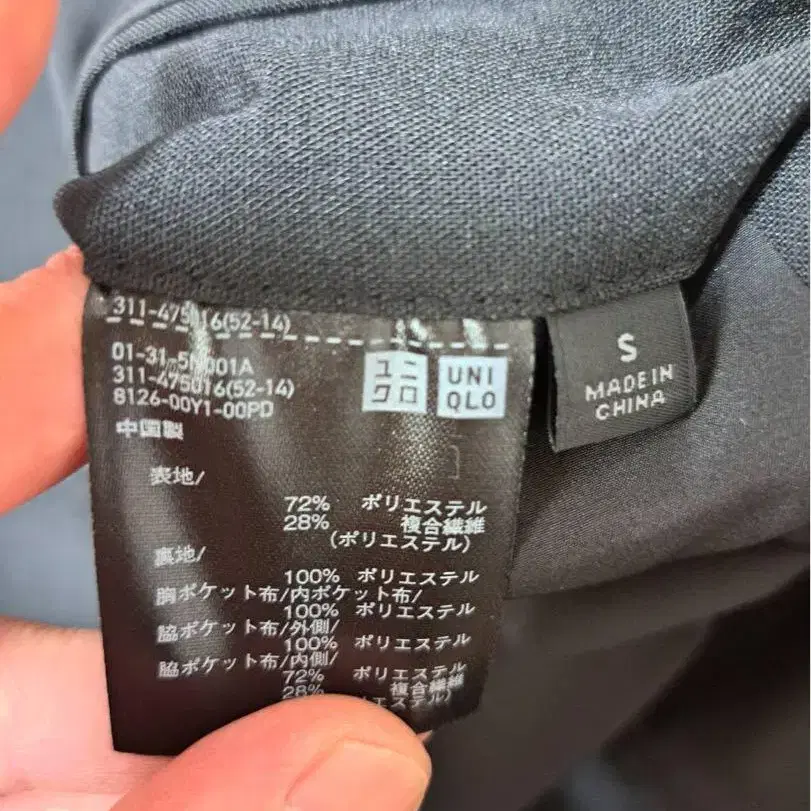 311-475016(52-14)
01-31-5N001A
311-475016(52-14)
8126-00Y1-00PD
ユニ
クロ
UNI
QLO
中国製
表地/
72% ポリエステル
28% 複合繊維
(ポリエステル)
裏地/
100% ポリエステル
胸ポケット布/内ポケット布/
100% ポリエステル
脇ポケット布/外側/
100% ポリエステル
脇ポケット布/内側/
72% ポリエステル
28% 複合繊維
エステル)
S
MADE IN
CHINA